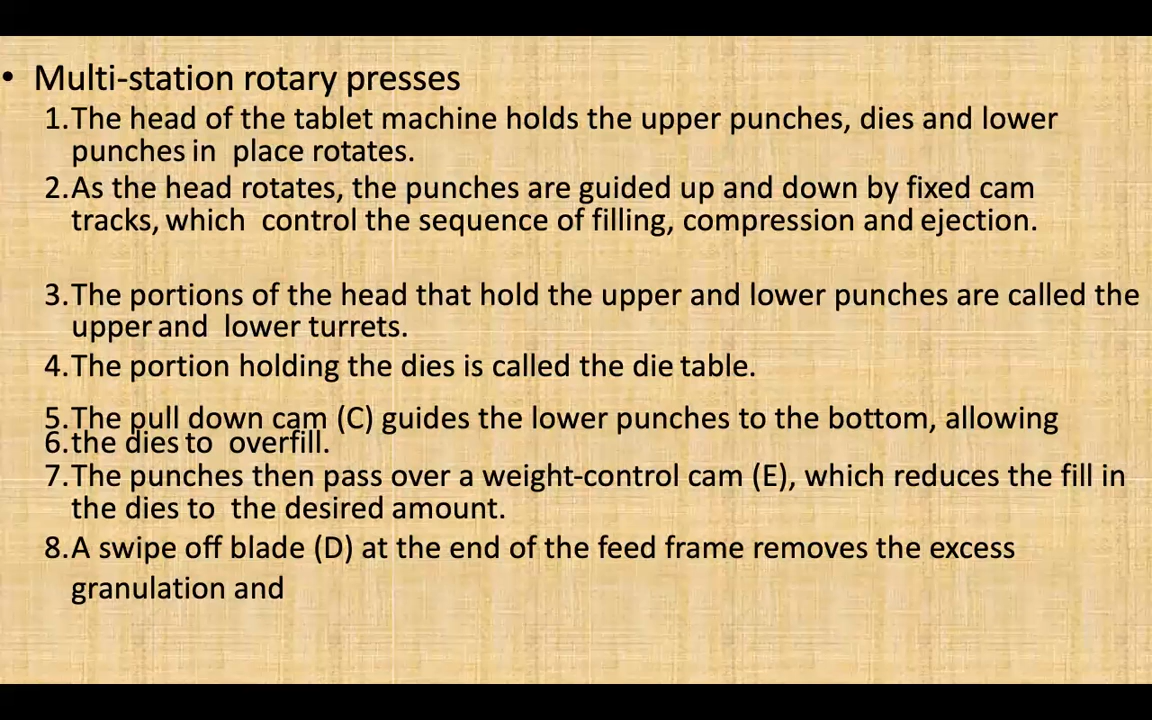 • Multi-station rotary presses
1.The head of the tablet machine holds the upper punches, dies and lower
punches in place rotates.
2.As the head rotates, the punches are guided up and down by fixed cam
tracks, which control the sequence of filling, compression and ejection.
3.The portions of the head that hold the upper and lower punches are called the
upper and lower turrets.
4.The portion holding the dies is called the die table.
5.The pull down cam (C) guides the lower punches to the bottom, allowing
6.the dies to overfill.
7.The punches then pass over a weight-control cam (E), which reduces the fill in
the dies to the desired amount.
8.A swipe off blade (D) at the end of the feed frame removes the excess
granulation and